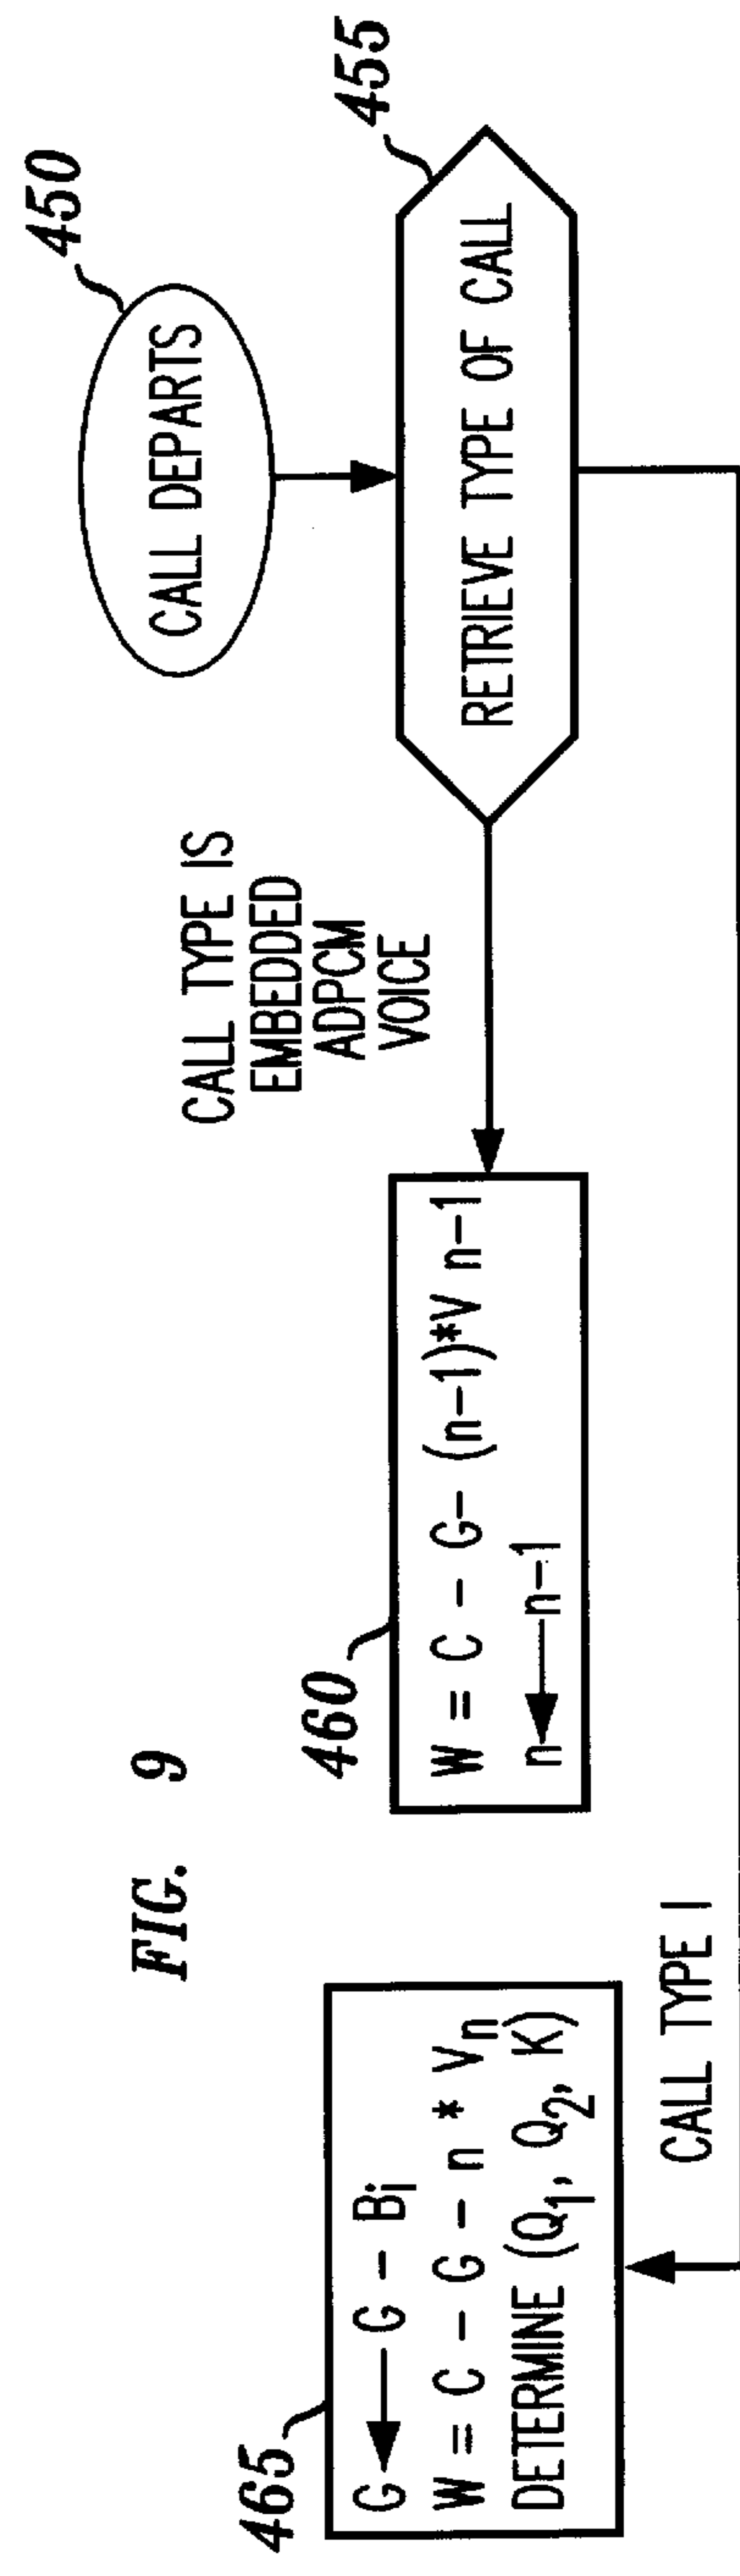 FIG. 9
450
CALL DEPARTS
455
RETRIEVE TYPE OF CALL
CALL TYPE IS
EMBEDDED
ADPCM
VOICE
460
W = C - G- (n-1)*V n-1
n←n-1
465
G ← G - Bi
W = C - G - n * Vn
DETERMINE (Q1, Q2, K)
CALL TYPE I